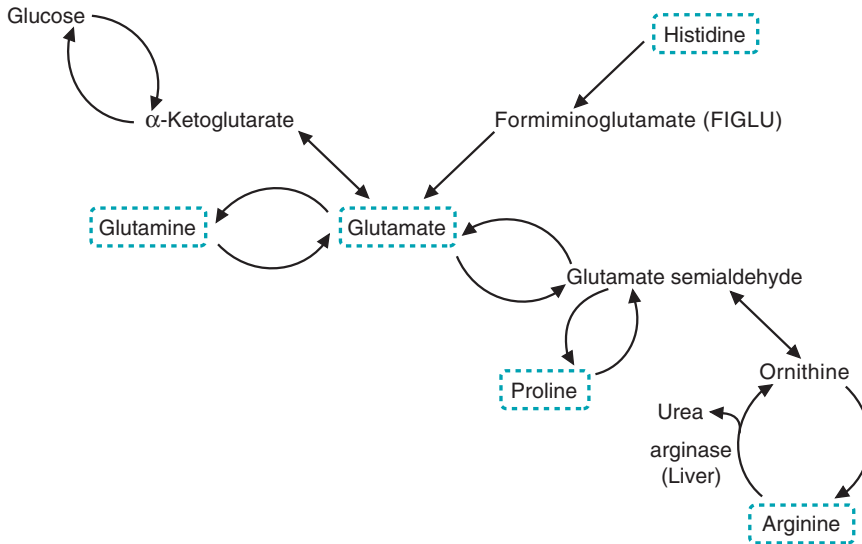 Glucose
Histidine
α-Ketoglutarate
Formiminoglutamate (FIGLU)
Glutamine
Glutamate
Glutamate semialdehyde
Proline
Ornithine
Urea
arginase
(Liver)
Arginine